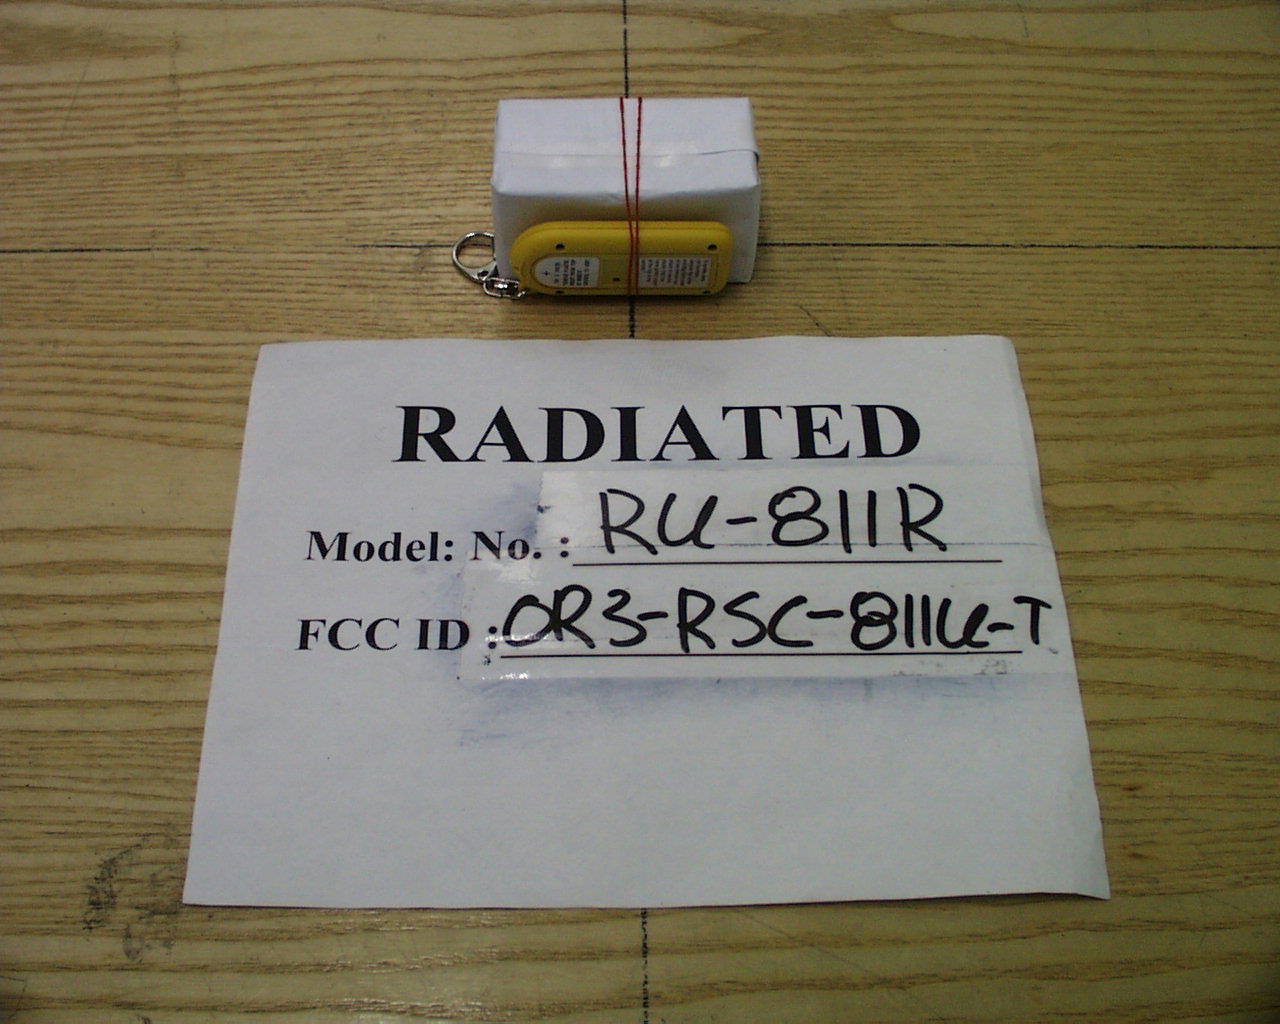 RADIATED
Model: No. : RU-811R
FCC ID : OR3-RSC-811U-T